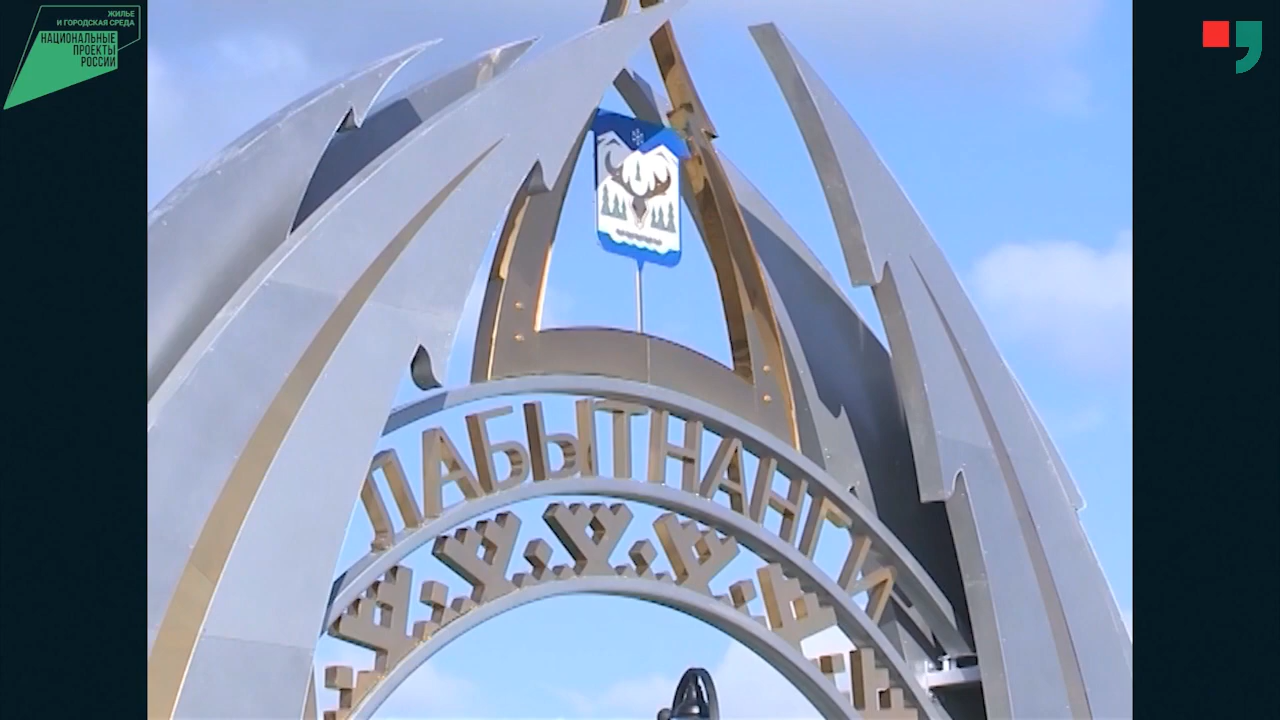 ЖИЛЬЕ
И ГОРОДСКАЯ СРЕДА
НАЦИОНАЛЬНЫЕ
ПРОЕКТЫ
РОССИИ
ЛАБЫТНАНГИ